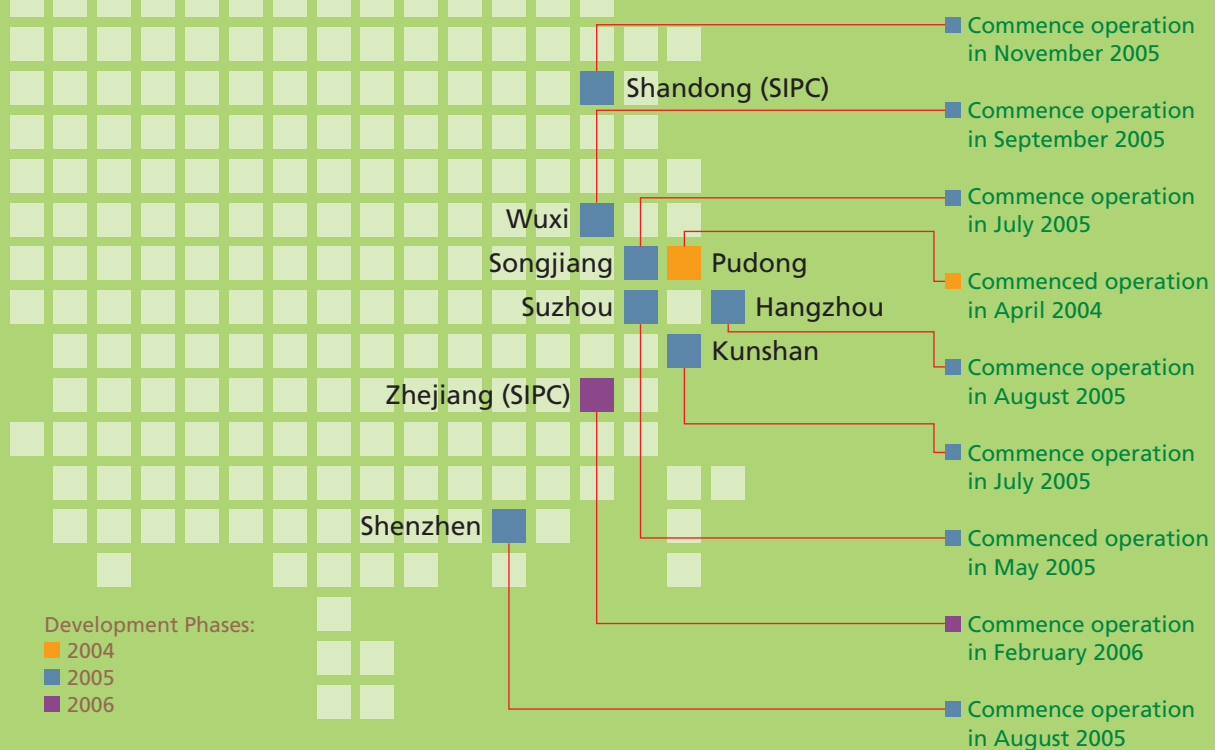 Commence operation
in November 2005
Shandong (SIPC)
Commence operation
in September 2005
Wuxi
Commence operation
in July 2005
Songjiang
Pudong
Commenced operation
in April 2004
Suzhou
Hangzhou
Kunshan
Commence operation
in August 2005
Zhejiang (SIPC)
Commence operation
in July 2005
Shenzhen
Commenced operation
in May 2005
Commence operation
in February 2006
Commence operation
in August 2005
Development Phases:
2004
2005
2006